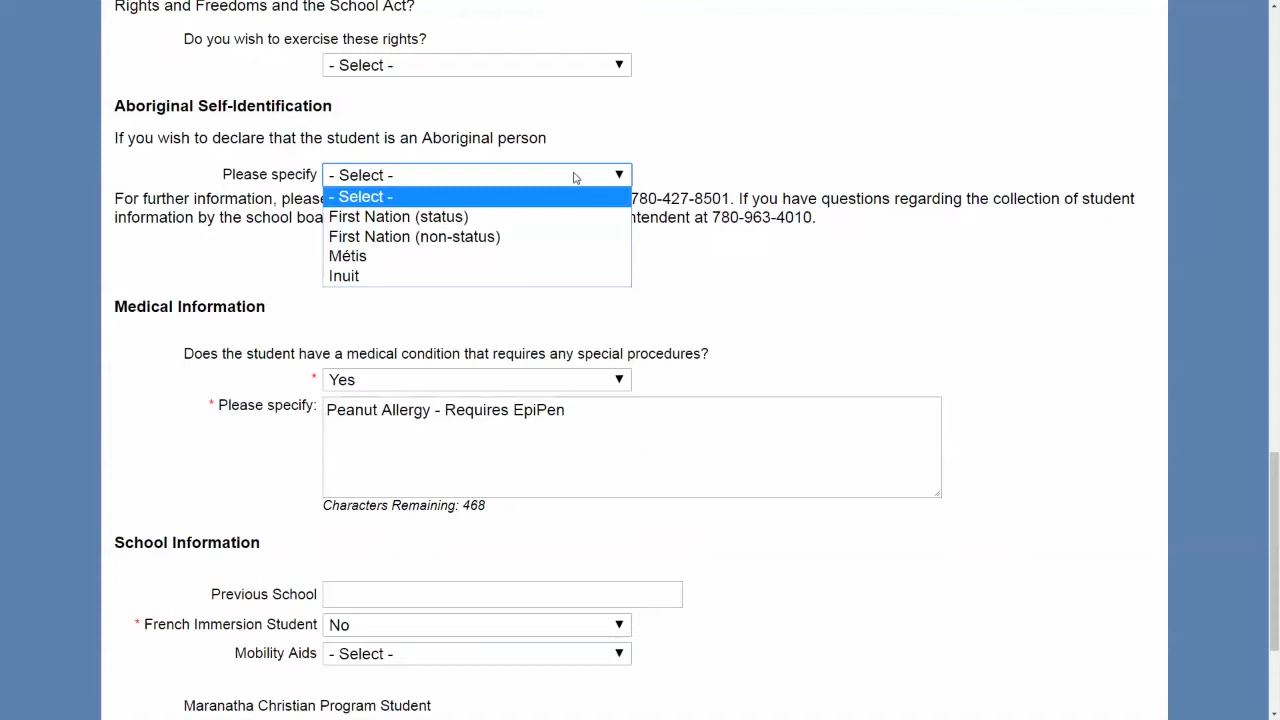 Rights and Freedoms and the School Act?
Do you wish to exercise these rights?
- Select -
Aboriginal Self-Identification
If you wish to declare that the student is an Aboriginal person
Please specify - Select -
- Select -
First Nation (status)
First Nation (non-status)
Métis
Inuit
For further information, 780-427-8501. If you have questions regarding the collection of student
information by the school 780-963-4010.
Medical Information
Does the student have a medical condition that requires any special procedures?
* Yes
* Please specify: Peanut Allergy - Requires EpiPen
Characters Remaining: 468
School Information
Previous School
* French Immersion Student No
Mobility Aids - Select -
Maranatha Christian Program Student